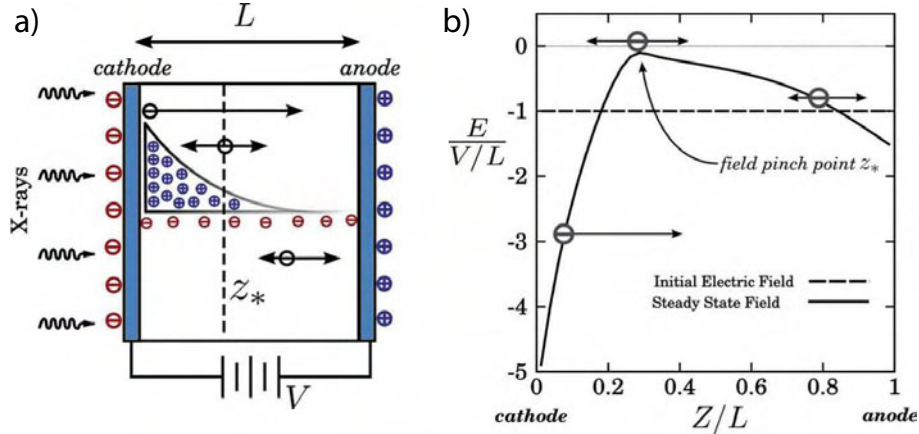 a)
L
cathode
anode
X-rays
z*
V
b)
E
V/L
0
-1
-2
-3
-4
-5
field pinch point z*
Initial Electric Field
Steady State Field
0
0.2
0.4
0.6
0.8
1
cathode
Z/L
anode